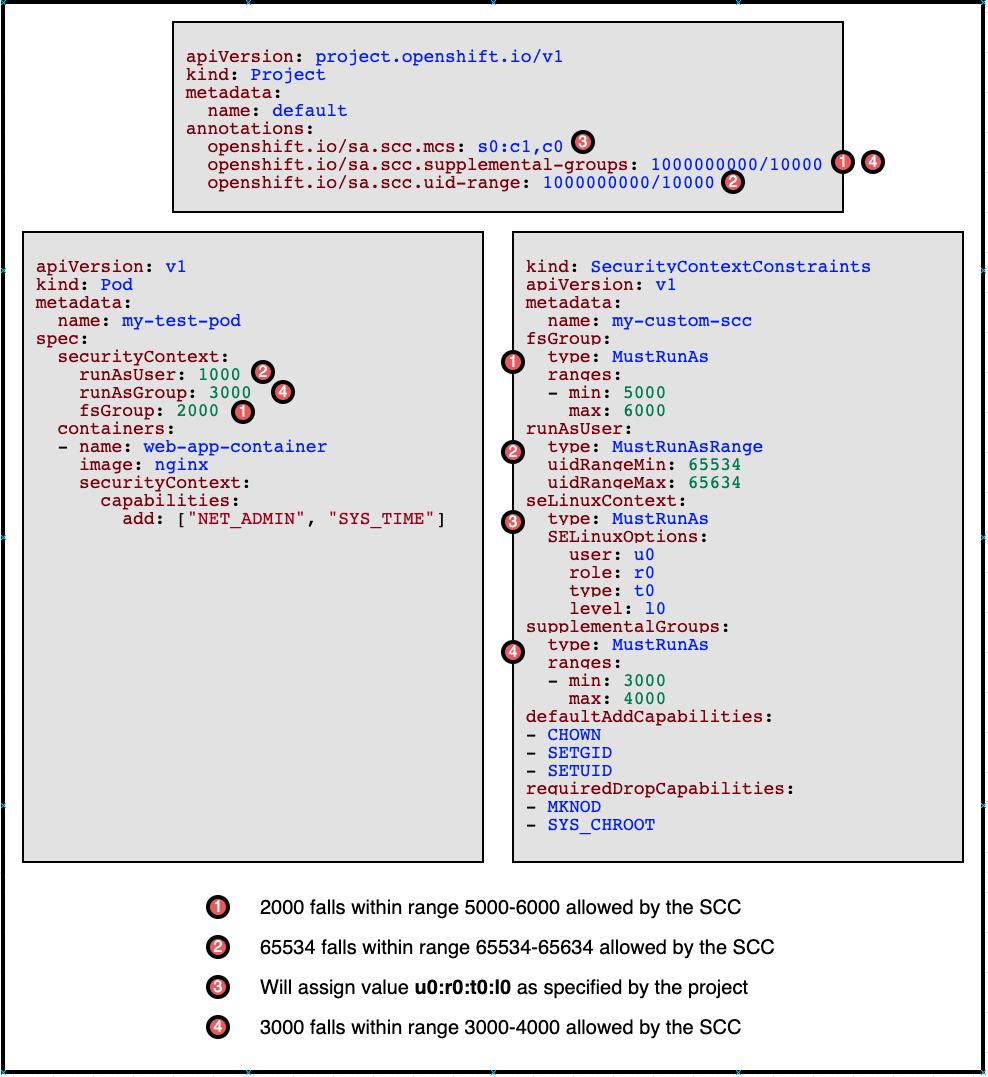 apiVersion: project.openshift.io/v1
kind: Project
metadata:
  name: default
annotations:
  openshift.io/sa.scc.mcs: s0:c1,c0 3
  openshift.io/sa.scc.supplemental-groups: 1000000000/10000 1 4
  openshift.io/sa.scc.uid-range: 1000000000/10000 2
apiVersion: v1
kind: Pod
metadata:
  name: my-test-pod
spec:
  securityContext:
    runAsUser: 1000 2
    runAsGroup: 3000 4
    fsGroup: 2000 1
  containers:
  - name: web-app-container
    image: nginx
    securityContext:
      capabilities:
        add: ["NET_ADMIN", "SYS_TIME"]
kind: SecurityContextConstraints
apiVersion: v1
metadata:
  name: my-custom-scc
fsGroup:
1   type: MustRunAs
  ranges:
  - min: 5000
    max: 6000
runAsUser:
2   type: MustRunAsRange
  uidRangeMin: 65534
  uidRangeMax: 65634
seLinuxContext:
3   type: MustRunAs
  SELinuxOptions:
    user: u0
    role: r0
    type: t0
    level: l0
supplementalGroups:
4   type: MustRunAs
  ranges:
  - min: 3000
    max: 4000
defaultAddCapabilities:
- CHOWN
- SETGID
- SETUID
requiredDropCapabilities:
- MKNOD
- SYS_CHROOT
1 2000 falls within range 5000-6000 allowed by the SCC
2 65534 falls within range 65534-65634 allowed by the SCC
3 Will assign value u0:r0:t0:l0 as specified by the project
4 3000 falls within range 3000-4000 allowed by the SCC